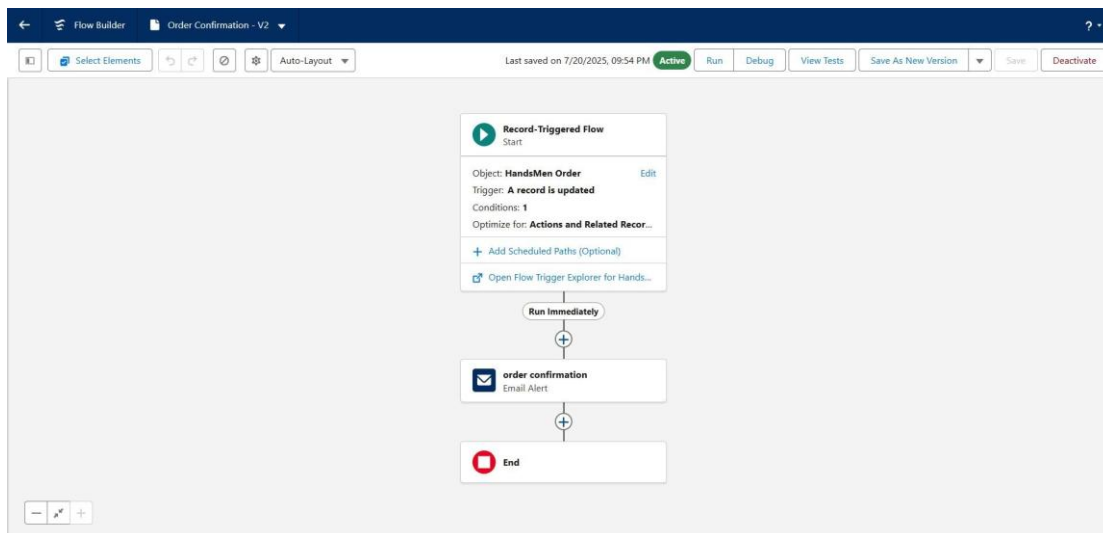 Flow Builder
Order Confirmation - V2
?
Select Elements
Auto-Layout
Last saved on 7/20/2025, 09:54 PM
Active
Run
Debug
View Tests
Save As New Version
Save
Deactivate
Record-Triggered Flow
Start
Object: HandsMen Order
Edit
Trigger: A record is updated
Conditions: 1
Optimize for: Actions and Related Recor...
+ Add Scheduled Paths (Optional)
Open Flow Trigger Explorer for Hands...
Run Immediately
order confirmation
Email Alert
End